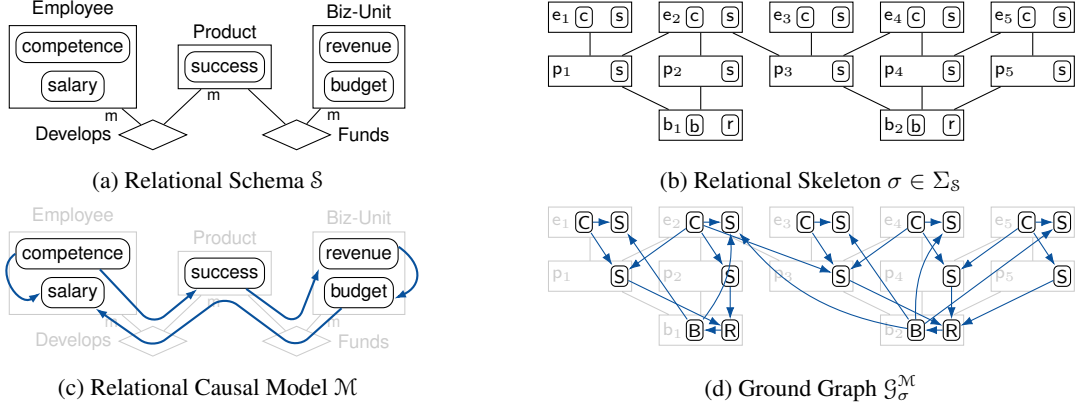 Employee
Product
Biz-Unit
competence
salary
success
revenue
budget
m
m
Develops
Funds
(a) Relational Schema 𝒮
e₁ c s
e₂ c s
e₃ c s
e₄ c s
e₅ c s
p₁ s
p₂ s
p₃ s
p₄ s
p₅ s
b₁ b r
b₂ b r
(b) Relational Skeleton σ ∈ Σ𝒮
Employee
Product
Biz-Unit
competence
salary
success
revenue
budget
m
m
Develops
Funds
(c) Relational Causal Model ℳ
e₁ C S
e₂ C S
e₃ C S
e₄ C S
e₅ C S
p₁ S
p₂ S
p₃ S
p₄ S
p₅ S
b₁ B R
b₂ B R
(d) Ground Graph 𝒢σℳ